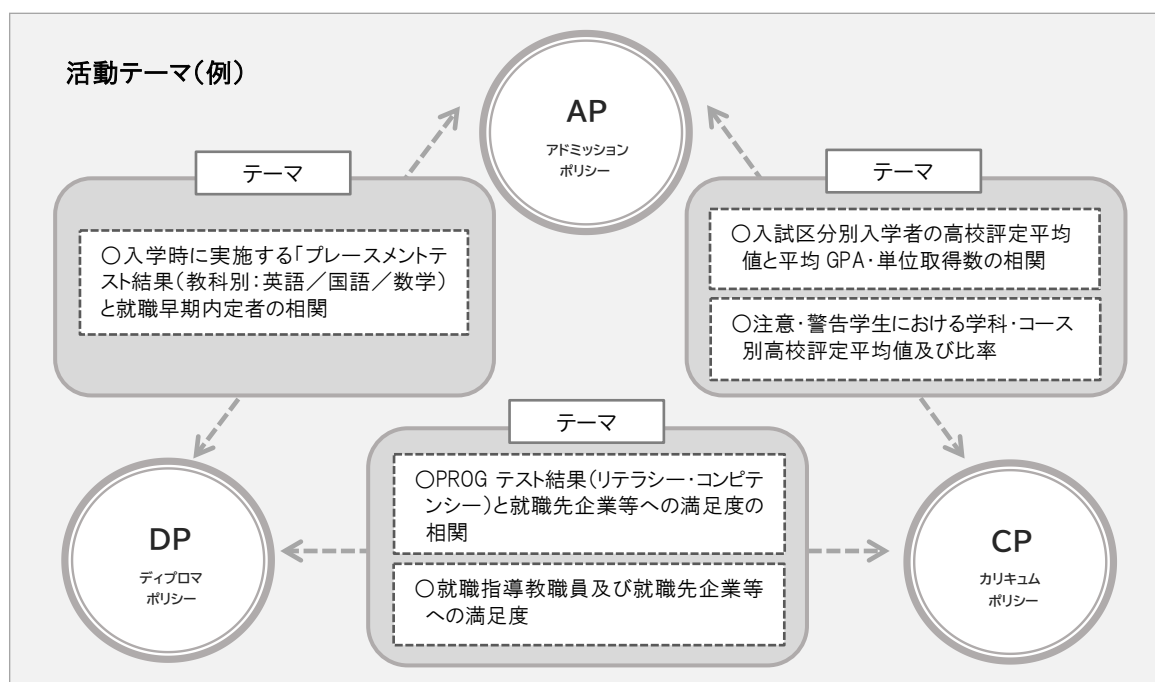 活動テーマ(例)
AP
アドミッション
ポリシー
テーマ
○入学時に実施する「プレースメントテ
スト結果(教科別:英語/国語/数学)
と就職早期内定者の相関
テーマ
○入試区分別入学者の高校評定平均
値と平均 GPA・単位取得数の相関
○注意・警告学生における学科・コース
別高校評定平均値及び比率
テーマ
○PROG テスト結果(リテラシー・コンピテ
ンシー)と就職先企業等への満足度の
相関
○就職指導教職員及び就職先企業等
への満足度
DP
ディプロマ
ポリシー
CP
カリキュム
ポリシー